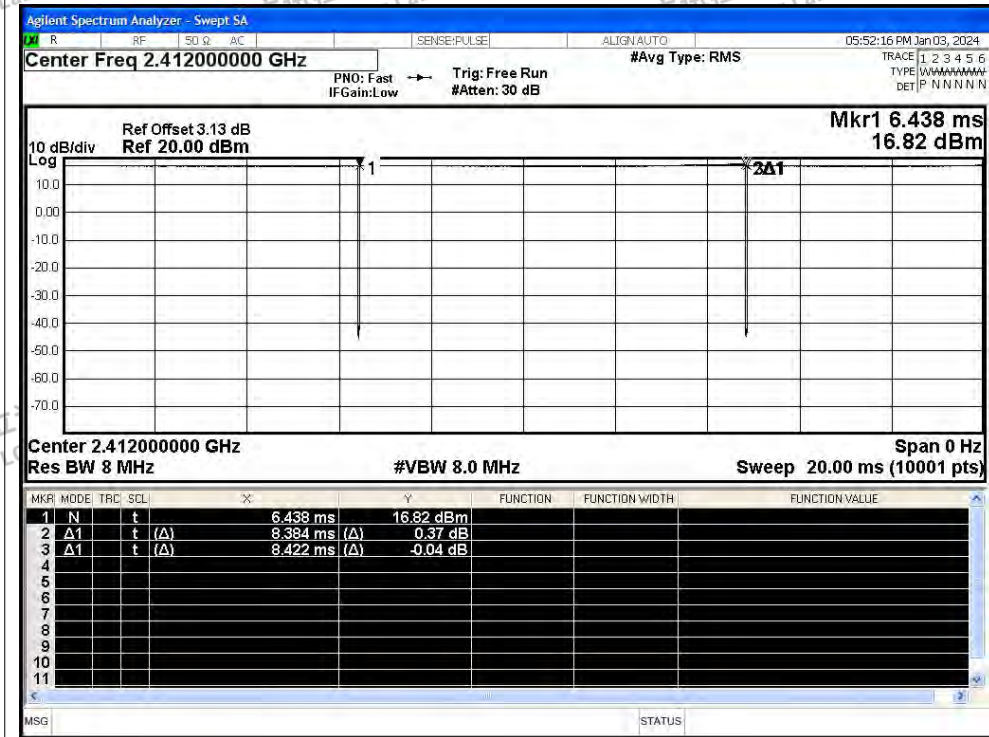 Agilent Spectrum Analyzer - Swept SA
LXI R RF 50 Ω AC SENSE:PULSE ALIGN AUTO 05:52:16 PM Jan 03, 2024
Center Freq 2.412000000 GHz #Avg Type: RMS TRACE 1 2 3 4 5 6
PNO: Fast Trig: Free Run TYPE WWWWWW
IFGain:Low #Atten: 30 dB DET P N N N N N
Mkr1 6.438 ms
Ref Offset 3.13 dB
10 dB/div Ref 20.00 dBm 16.82 dBm
Log
1 2Δ1
10.0
0.00
-10.0
-20.0
-30.0
-40.0
-50.0
-60.0
-70.0
Center 2.412000000 GHz Span 0 Hz
Res BW 8 MHz #VBW 8.0 MHz Sweep 20.00 ms (10001 pts)
MKR MODE TRC SCL X Y FUNCTION FUNCTION WIDTH FUNCTION VALUE
1 N t 6.438 ms 16.82 dBm
2 Δ1 t (Δ) 8.384 ms (Δ) 0.37 dB
3 Δ1 t (Δ) 8.422 ms (Δ) -0.04 dB
4
5
6
7
8
9
10
11
MSG STATUS